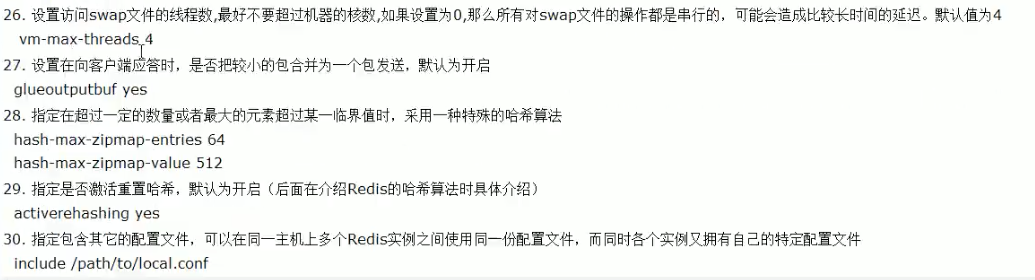 26. 设置访问swap文件的线程数,最好不要超过机器的核数,如果设置为0,那么所有对swap文件的操作都是串行的，可能会造成比较长时间的延迟。默认值为4
vm-max-threads 4
27. 设置在向客户端应答时，是否把较小的包合并为一个包发送，默认为开启
glueoutputbuf yes
28. 指定在超过一定的数量或者最大的元素超过某一临界值时，采用一种特殊的哈希算法
hash-max-zipmap-entries 64
hash-max-zipmap-value 512
29. 指定是否激活重置哈希，默认为开启（后面在介绍Redis的哈希算法时具体介绍）
activerehashing yes
30. 指定包含其它的配置文件，可以在同一主机上多个Redis实例之间使用同一份配置文件，而同时各个实例又拥有自己的特定配置文件
include /path/to/local.conf